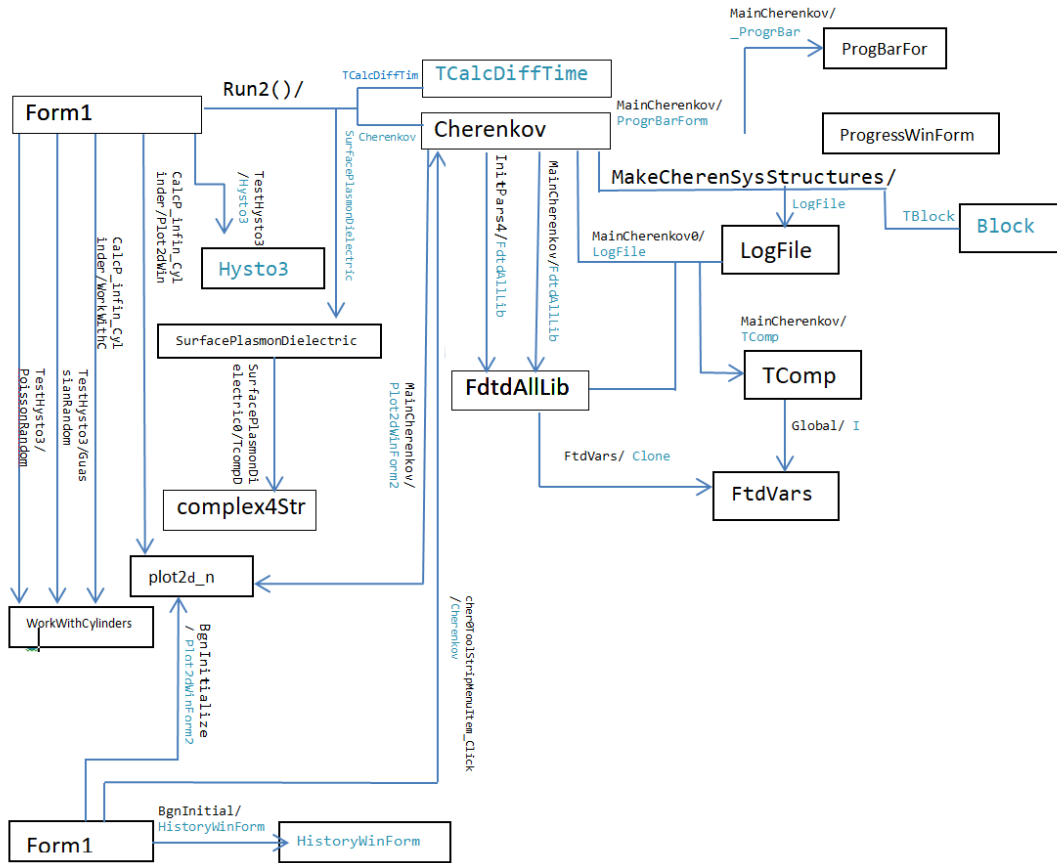 MainCherenkov/
_ProgrBar
ProgBarFor
TCalcDiffTim
TCalcDiffTime
Run2()/
Form1
Cherenkov
Cherenkov
MainCherenkov/
ProgrBarForm
ProgressWinForm
SurfacePlasmonDielectric
MakeCherenSysStructures/
LogFile
TBlock
Block
CalcP_infin_Cyl
inder/Plot2dWin
TestHysto3
/Hysto3
InitPars4/FdtdAllLib
MainCherenkov/FdtdAllLib
MainCherenkov0/
LogFile
LogFile
CalcP_infin_Cyl
inder/WorkWithC
Hysto3
MainCherenkov/
TComp
SurfacePlasmonDielectric
TComp
FdtdAllLib
TestHysto3/
PoissonRandom
TestHysto3/Guas
sianRandom
SurfacePlasmonDi
electric0/TcompD
MainCherenkov/
Plot2dWinForm2
Global/ I
FtdVars/ Clone
FtdVars
complex4Str
plot2d_n
WorkWithCylinders
BgnInitialize
/ Plot2dWinForm2
cher0ToolStripMenuItem_Click
/Cherenkov
BgnInitial/
HistoryWinForm
Form1
HistoryWinForm